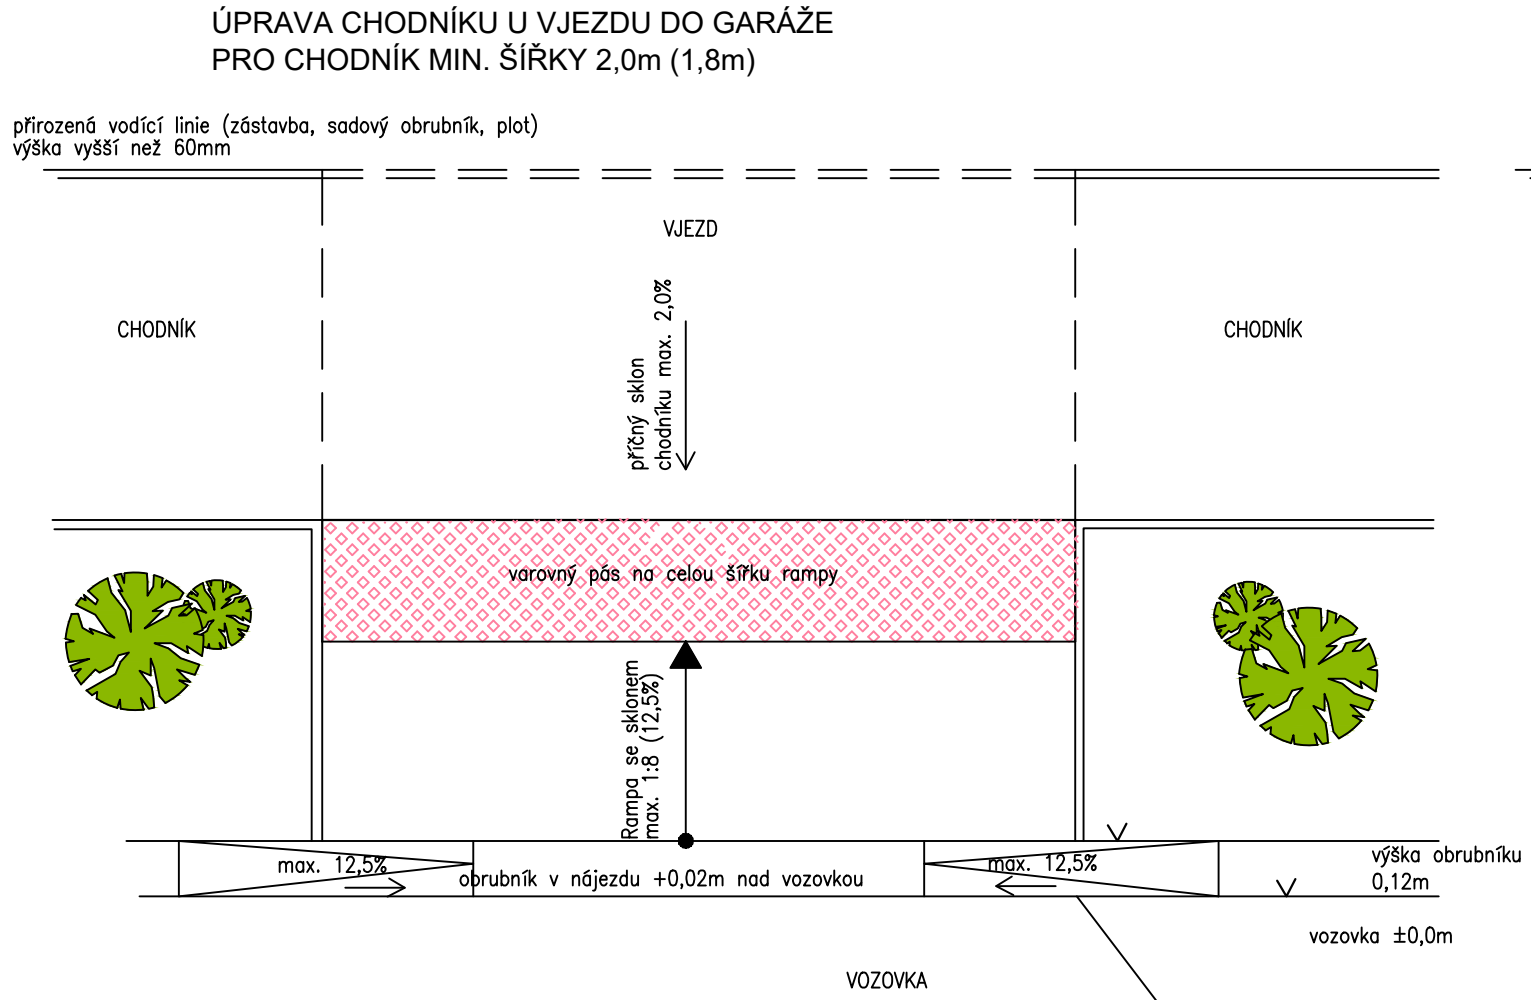 ÚPRAVA CHODNÍKU U VJEZDU DO GARÁŽE
PRO CHODNÍK MIN. ŠÍŘKY 2,0m (1,8m)
přirozená vodící linie (zástavba, sadový obrubník, plot)
výška vyšší než 60mm
VJEZD
CHODNÍK
příčný sklon
chodníku max. 2,0%
CHODNÍK
varovný pás na celou šířku rampy
Rampa se sklonem
max. 1:8 (12,5%)
max. 12,5%
obrubník v nájezdu +0,02m nad vozovkou
max. 12,5%
výška obrubníku
0,12m
vozovka ±0,0m
VOZOVKA